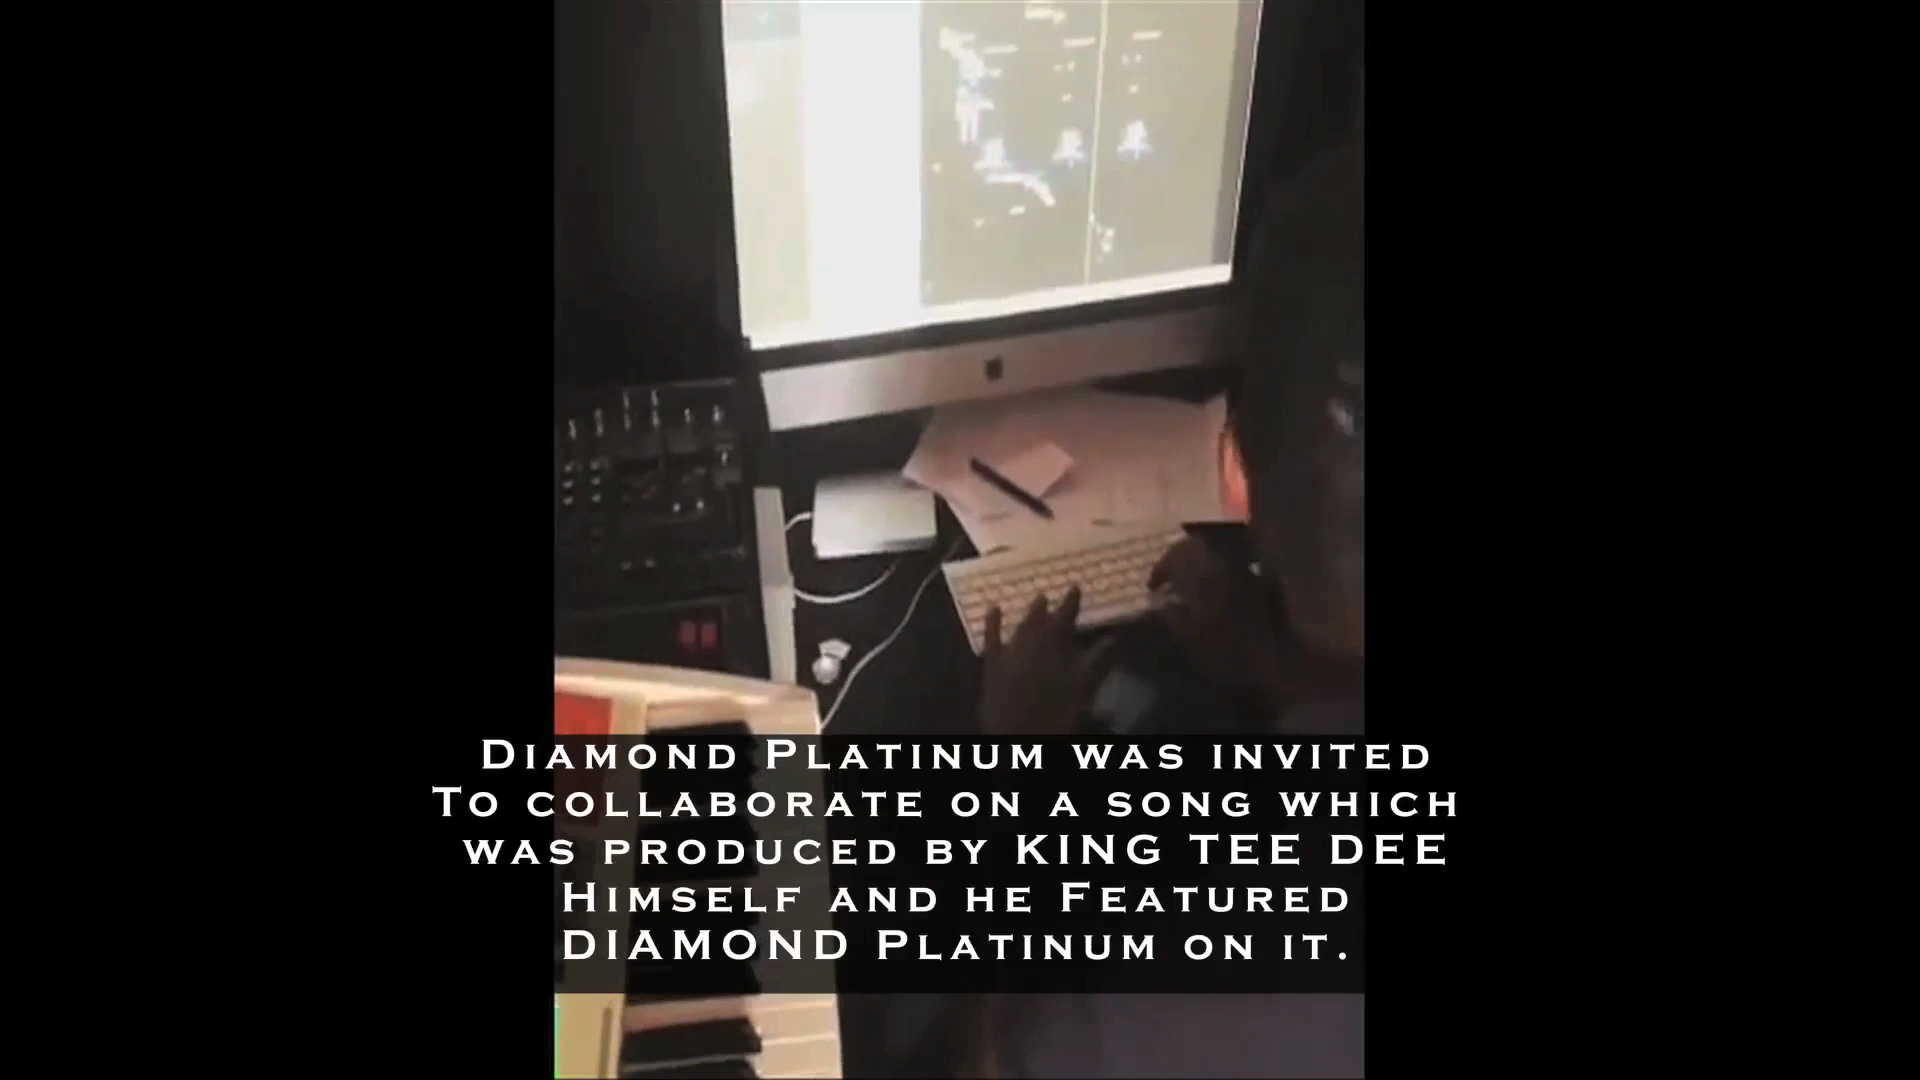 Diamond Platinum was invited
To collaborate on a song which
was produced by KING TEE DEE
Himself and he Featured
DIAMOND Platinum on it.